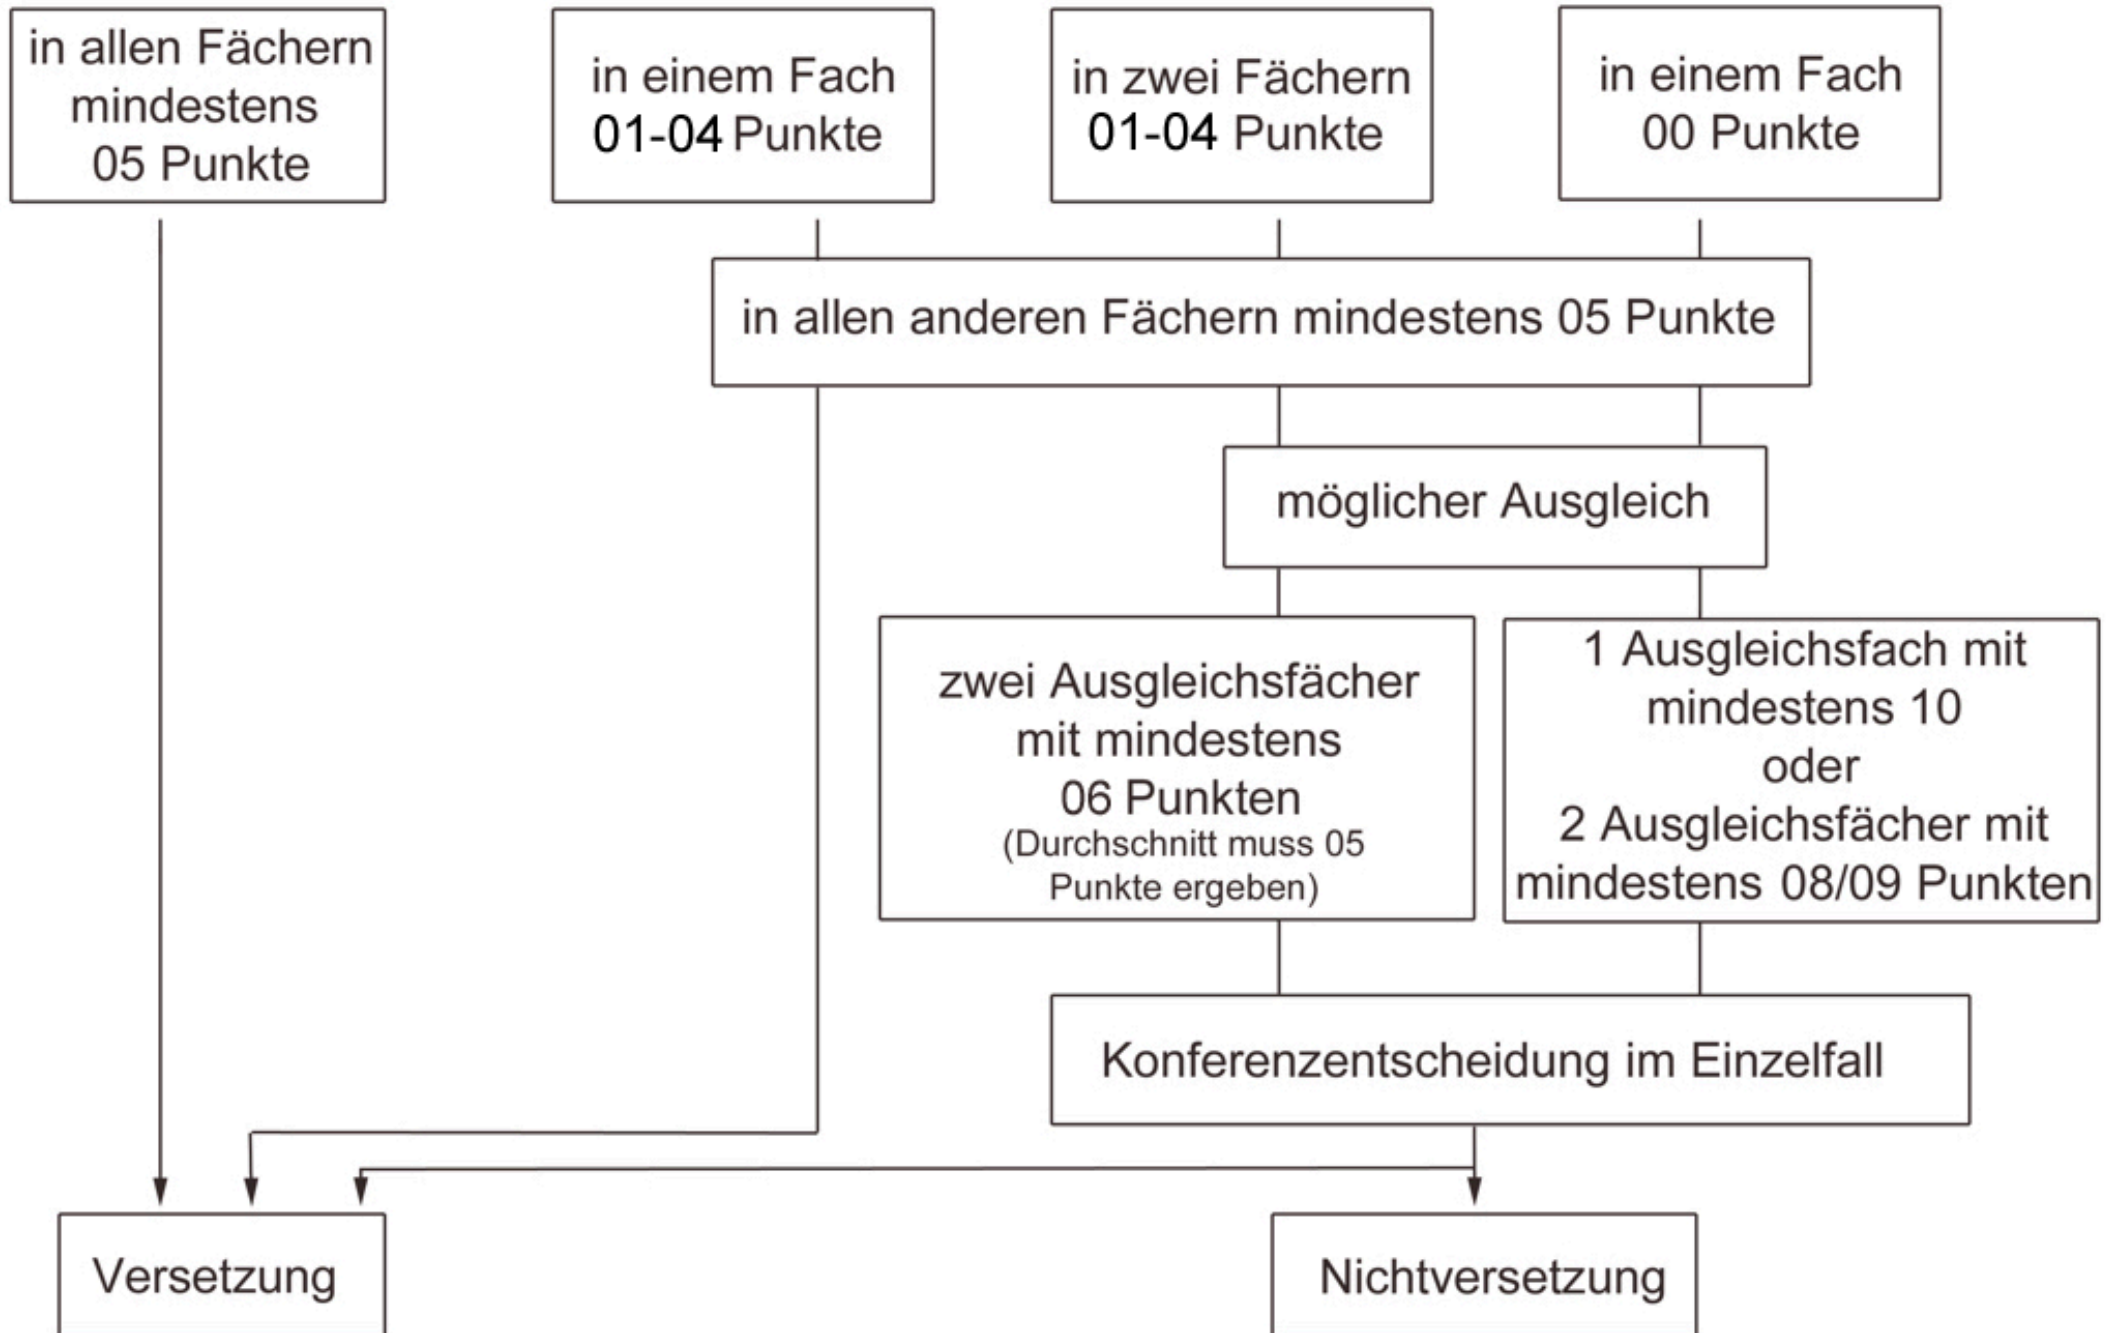 in allen Fächern
mindestens
05 Punkte
in einem Fach
01-04 Punkte
in zwei Fächern
01-04 Punkte
in einem Fach
00 Punkte
in allen anderen Fächern mindestens 05 Punkte
möglicher Ausgleich
zwei Ausgleichsfächer
mit mindestens
06 Punkten
(Durchschnitt muss 05
Punkte ergeben)
1 Ausgleichsfach mit
mindestens 10
oder
2 Ausgleichsfächer mit
mindestens 08/09 Punkten
Konferenzentscheidung im Einzelfall
Versetzung
Nichtversetzung